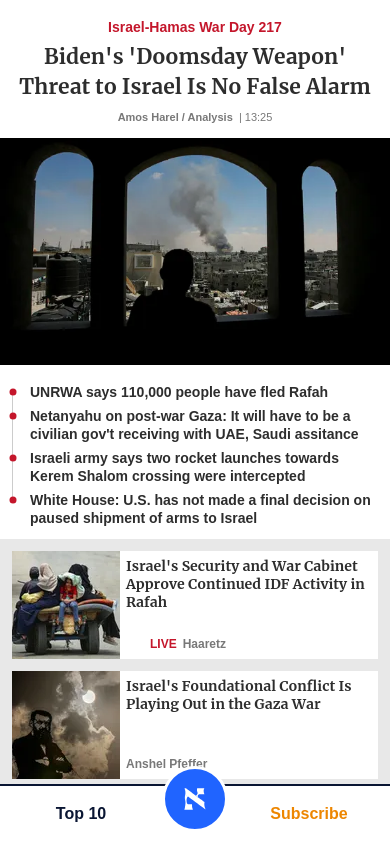 Israel-Hamas War Day 217
Biden's 'Doomsday Weapon'
Threat to Israel Is No False Alarm
Amos Harel / Analysis | 13:25
UNRWA says 110,000 people have fled Rafah
Netanyahu on post-war Gaza: It will have to be a
civilian gov't receiving with UAE, Saudi assitance
Israeli army says two rocket launches towards
Kerem Shalom crossing were intercepted
White House: U.S. has not made a final decision on
paused shipment of arms to Israel
Israel's Security and War Cabinet
Approve Continued IDF Activity in
Rafah
LIVE Haaretz
Israel's Foundational Conflict Is
Playing Out in the Gaza War
Anshel Pfeffer
Top 10
Subscribe